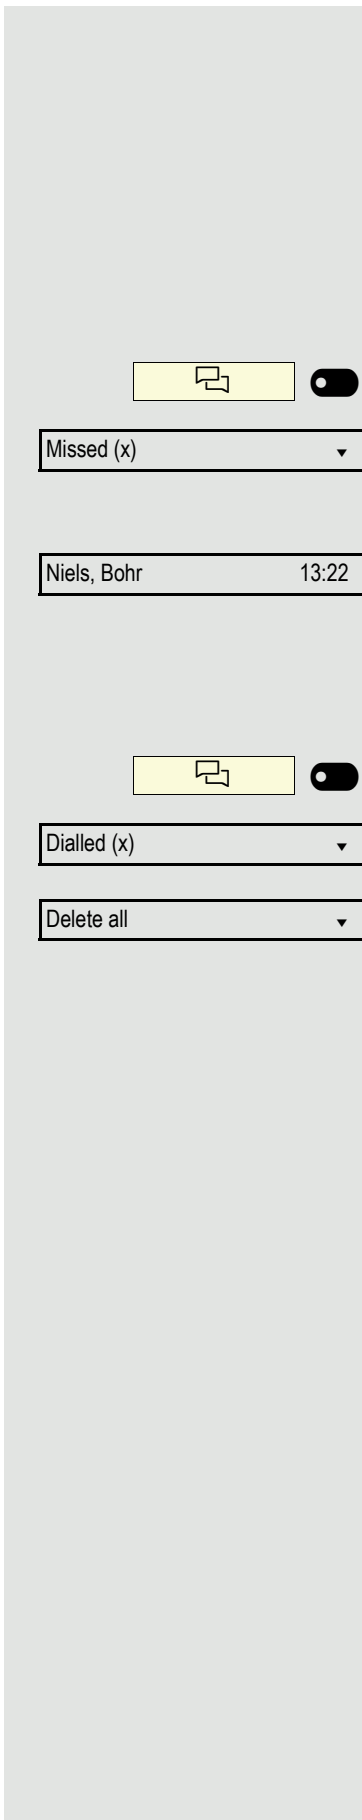 Missed (x)
Niels, Bohr 13:22
Dialled (x)
Delete all